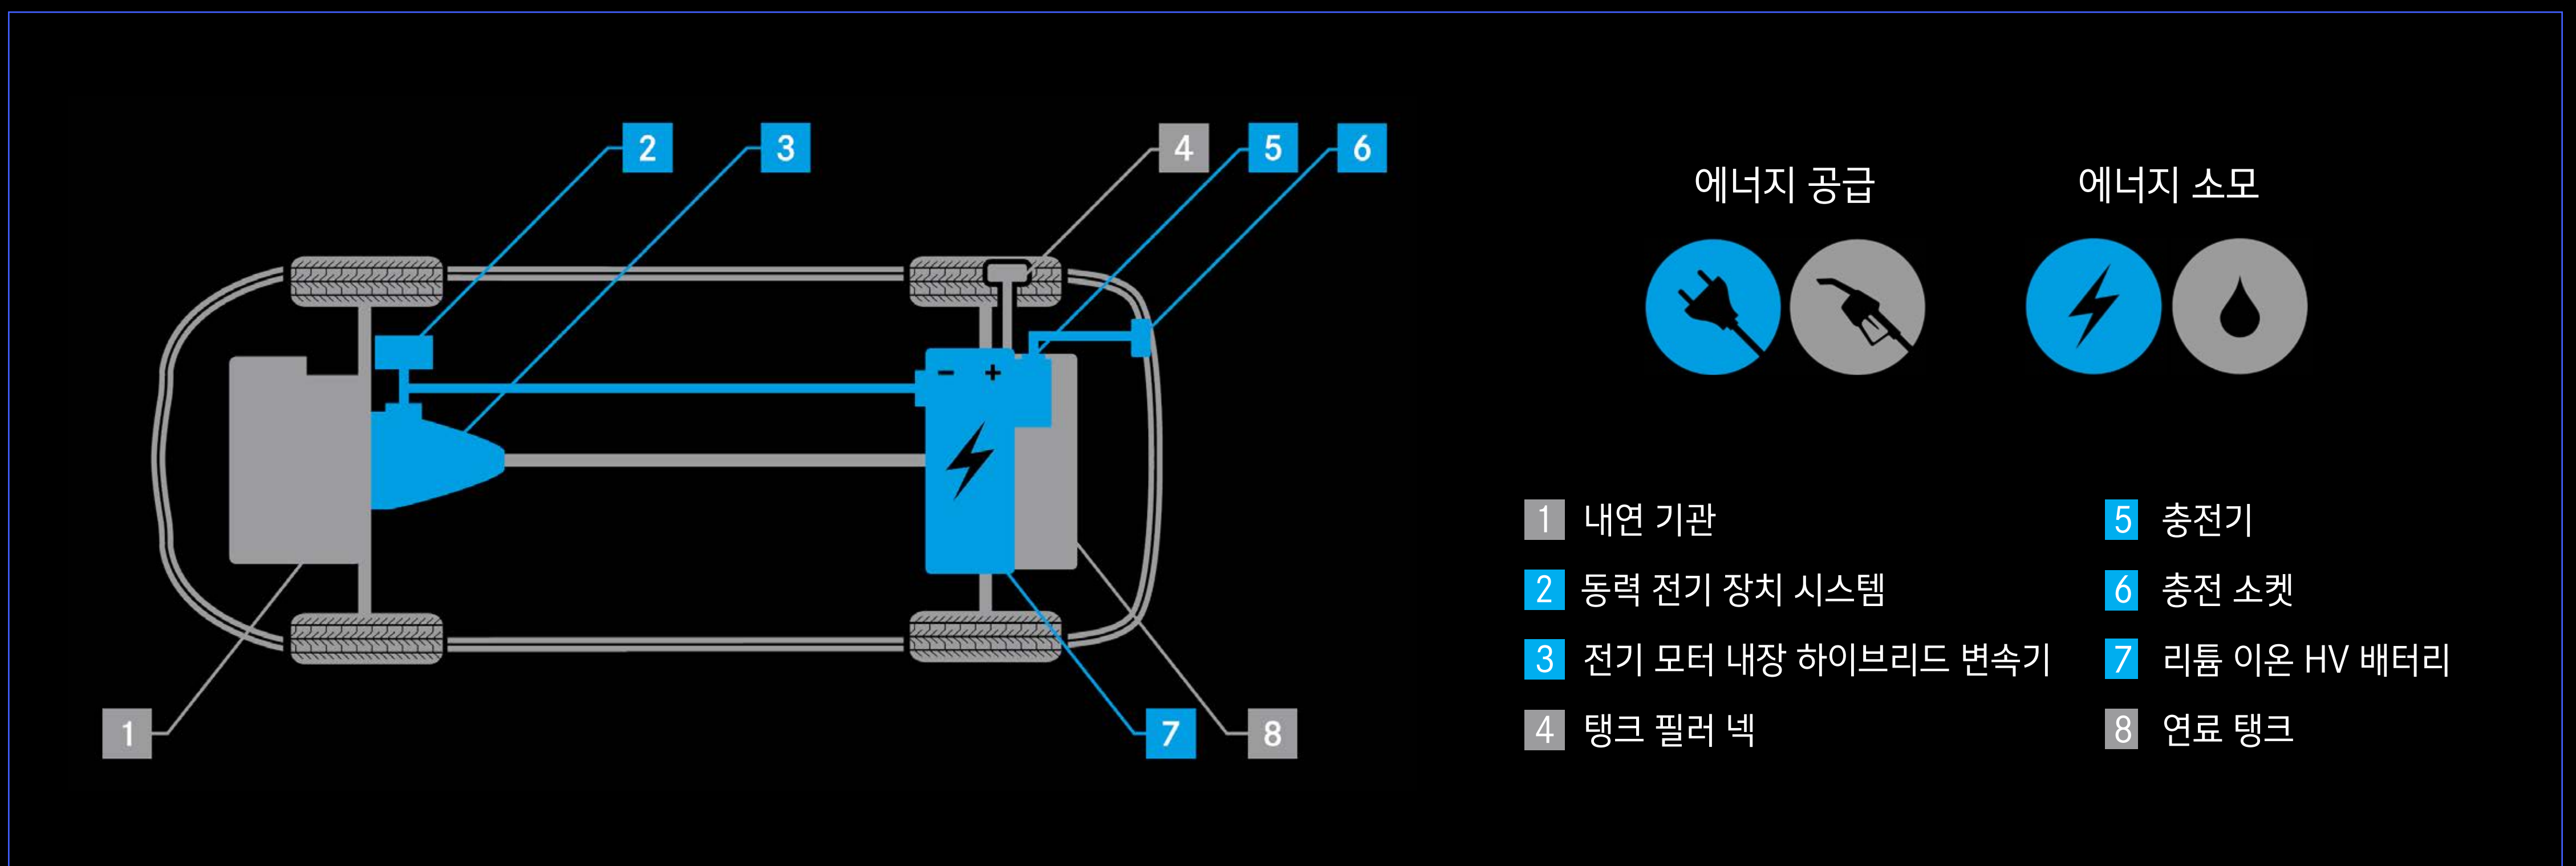 2
3
4
5
6
- +
1
7
8
에너지 공급
에너지 소모
1 내연 기관
2 동력 전기 장치 시스템
3 전기 모터 내장 하이브리드 변속기
4 탱크 필러 넥
5 충전기
6 충전 소켓
7 리튬 이온 HV 배터리
8 연료 탱크